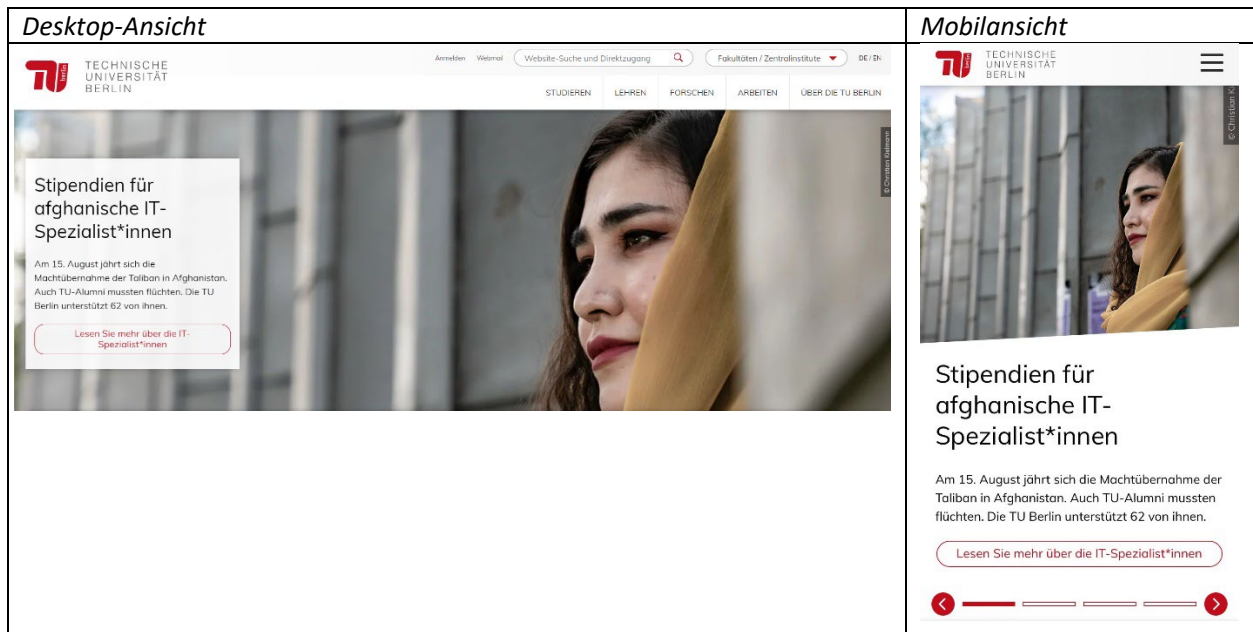 Desktop-Ansicht
Mobilansicht
TECHNISCHE
UNIVERSITÄT
BERLIN
berlin
Anmelden Webmail Website-Suche und Direktzugang Fakultäten / Zentralinstitute DE / EN
STUDIEREN LEHREN FORSCHEN ARBEITEN ÜBER DIE TU BERLIN
© Christian Kielmann
Stipendien für
afghanische IT-
Spezialist*innen
Am 15. August jährt sich die
Machtübernahme der Taliban in Afghanistan.
Auch TU-Alumni mussten flüchten. Die TU
Berlin unterstützt 62 von ihnen.
Lesen Sie mehr über die IT-
Spezialist*innen
TECHNISCHE
UNIVERSITÄT
BERLIN
berlin
© Christian Ki
Stipendien für
afghanische IT-
Spezialist*innen
Am 15. August jährt sich die Machtübernahme der
Taliban in Afghanistan. Auch TU-Alumni mussten
flüchten. Die TU Berlin unterstützt 62 von ihnen.
Lesen Sie mehr über die IT-Spezialist*innen